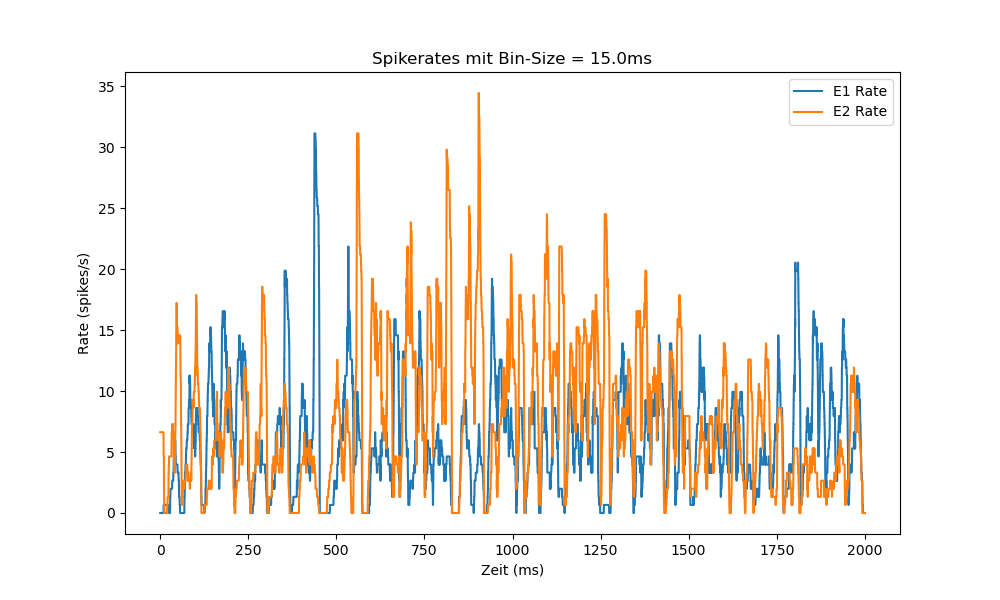 Spikerates mit Bin-Size = 15.0ms
E1 Rate
E2 Rate
Rate (spikes/s)
35
30
25
20
15
10
5
0
0 250 500 750 1000 1250 1500 1750 2000
Zeit (ms)